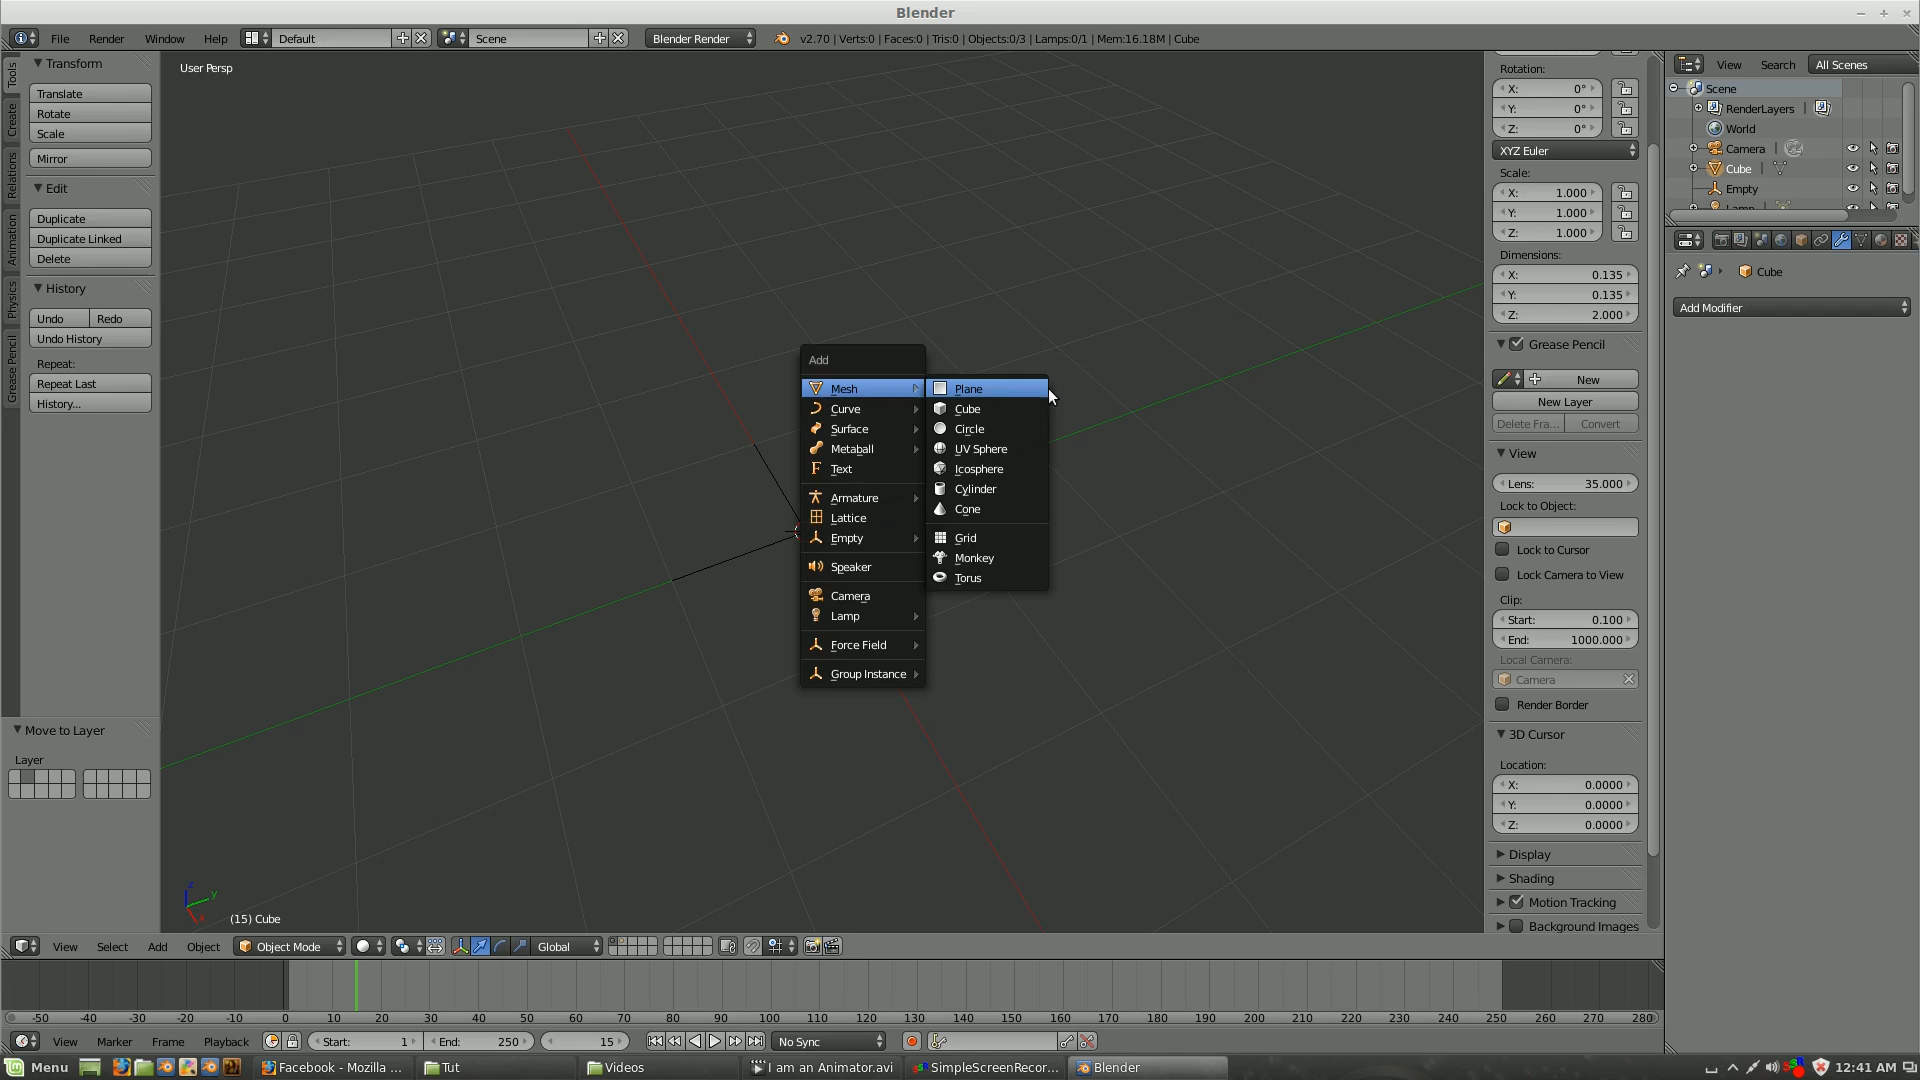 Blender
File Render Window Help Default Scene Blender Render v2.70 | Verts:0 | Faces:0 | Tris:0 | Objects:0/3 | Lamps:0/1 | Mem:16.18M | Cube
Tools
Create
Relations
Animation
Physics
Grease Pencil
Transform
Translate
Rotate
Scale
Mirror
Edit
Duplicate
Duplicate Linked
Delete
History
Undo Redo
Undo History
Repeat:
Repeat Last
History...
Move to Layer
Layer
User Persp
Add
Mesh
Curve
Surface
Metaball
Text
Armature
Lattice
Empty
Speaker
Camera
Lamp
Force Field
Group Instance
Plane
Cube
Circle
UV Sphere
Icosphere
Cylinder
Cone
Grid
Monkey
Torus
z
y
x
(15) Cube
Rotation:
X: 0°
Y: 0°
Z: 0°
XYZ Euler
Scale:
X: 1.000
Y: 1.000
Z: 1.000
Dimensions:
X: 0.135
Y: 0.135
Z: 2.000
Grease Pencil
New
New Layer
Delete Fra... Convert
View
Lens: 35.000
Lock to Object:
Lock to Cursor
Lock Camera to View
Clip:
Start: 0.100
End: 1000.000
Local Camera:
Camera
Render Border
3D Cursor
Location:
X: 0.0000
Y: 0.0000
Z: 0.0000
Display
Shading
Motion Tracking
Background Images
View Search All Scenes
Scene
RenderLayers
World
Camera
Cube
Empty
Lamp
Cube
Add Modifier
View Select Add Object Object Mode Global
-50 -40 -30 -20 -10 0 10 20 30 40 50 60 70 80 90 100 110 120 130 140 150 160 170 180 190 200 210 220 230 240 250 260 270 280
View Marker Frame Playback Start: 1 End: 250 15 No Sync
Menu Facebook - Mozilla ... Tut Videos I am an Animator.avi SimpleScreenRecor... Blender 12:41 AM